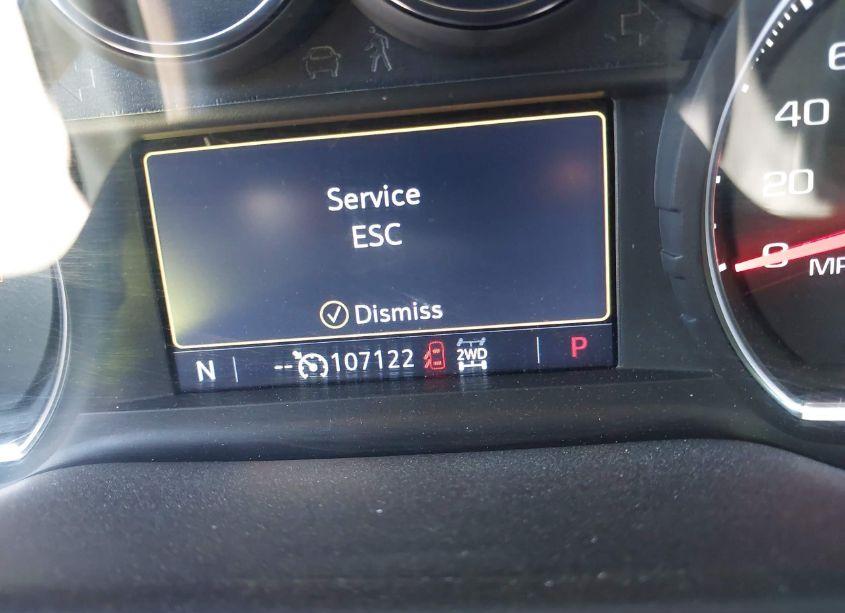 Service
ESC
Dismiss
N -- 107122 2WD P
40
20
0